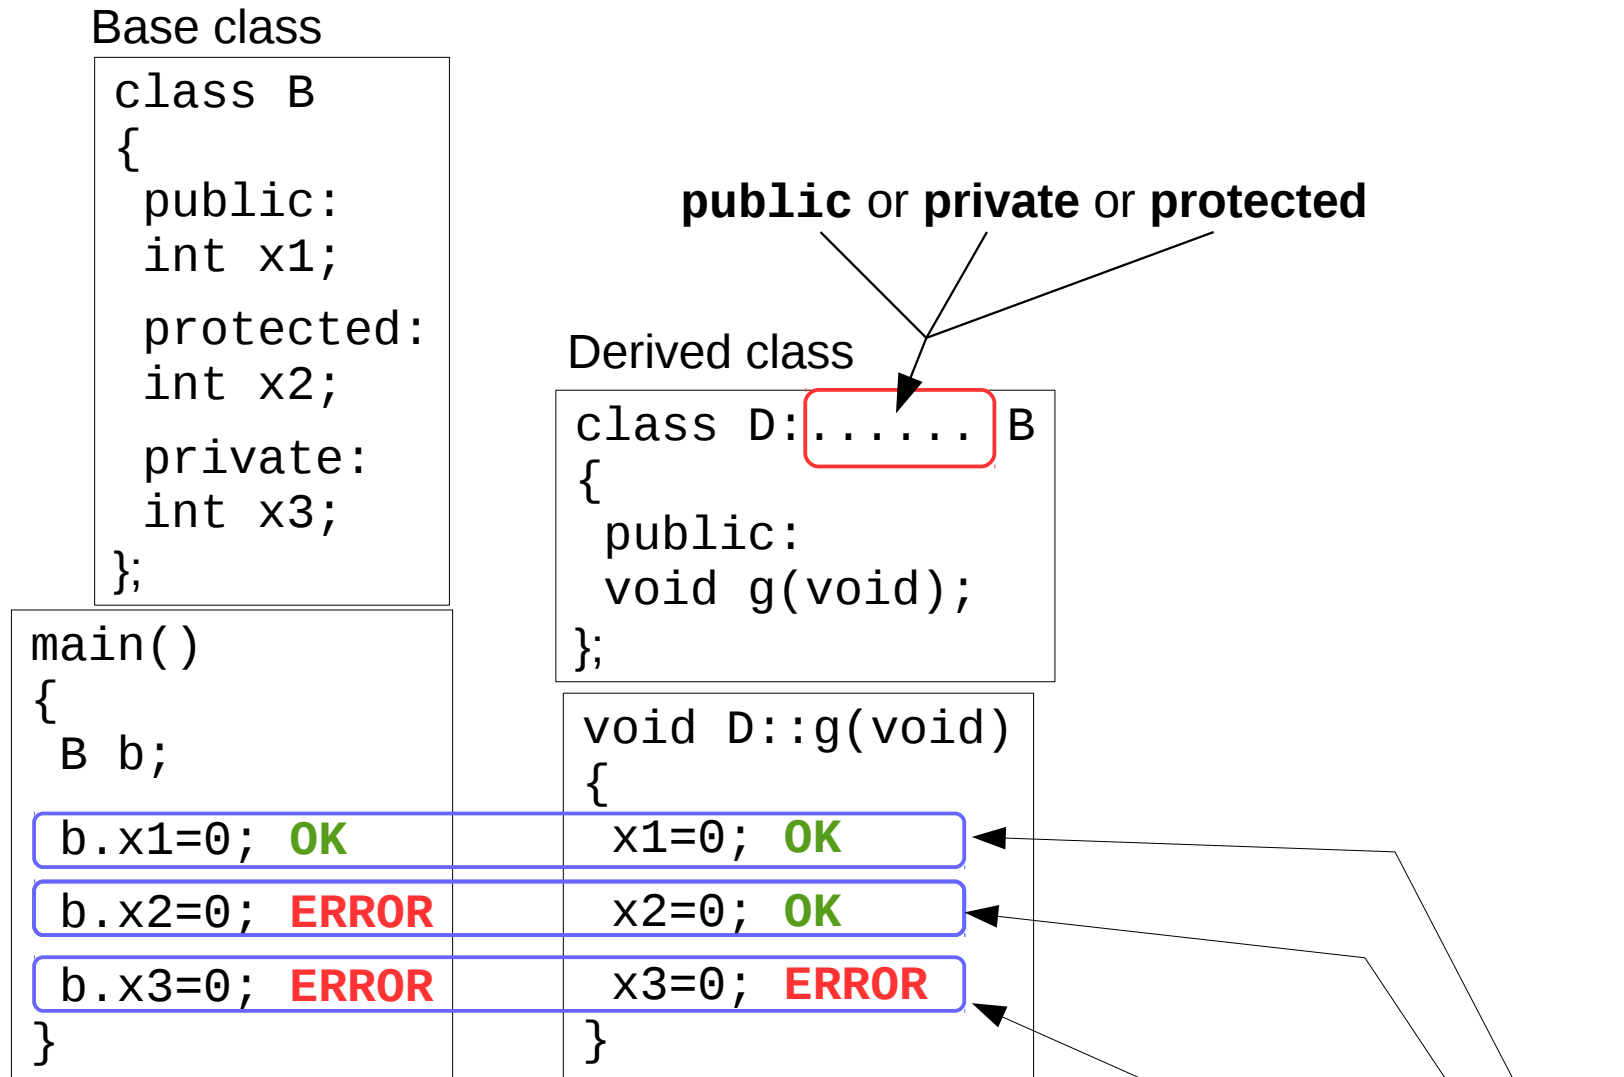 Base class
class B
{
public:
int x1;
protected:
int x2;
private:
int x3;
};
public or private or protected
Derived class
class D:...... B
{
public:
void g(void);
};
main()
{
B b;
b.x1=0; OK
b.x2=0; ERROR
b.x3=0; ERROR
}
void D::g(void)
{
x1=0; OK
x2=0; OK
x3=0; ERROR
}